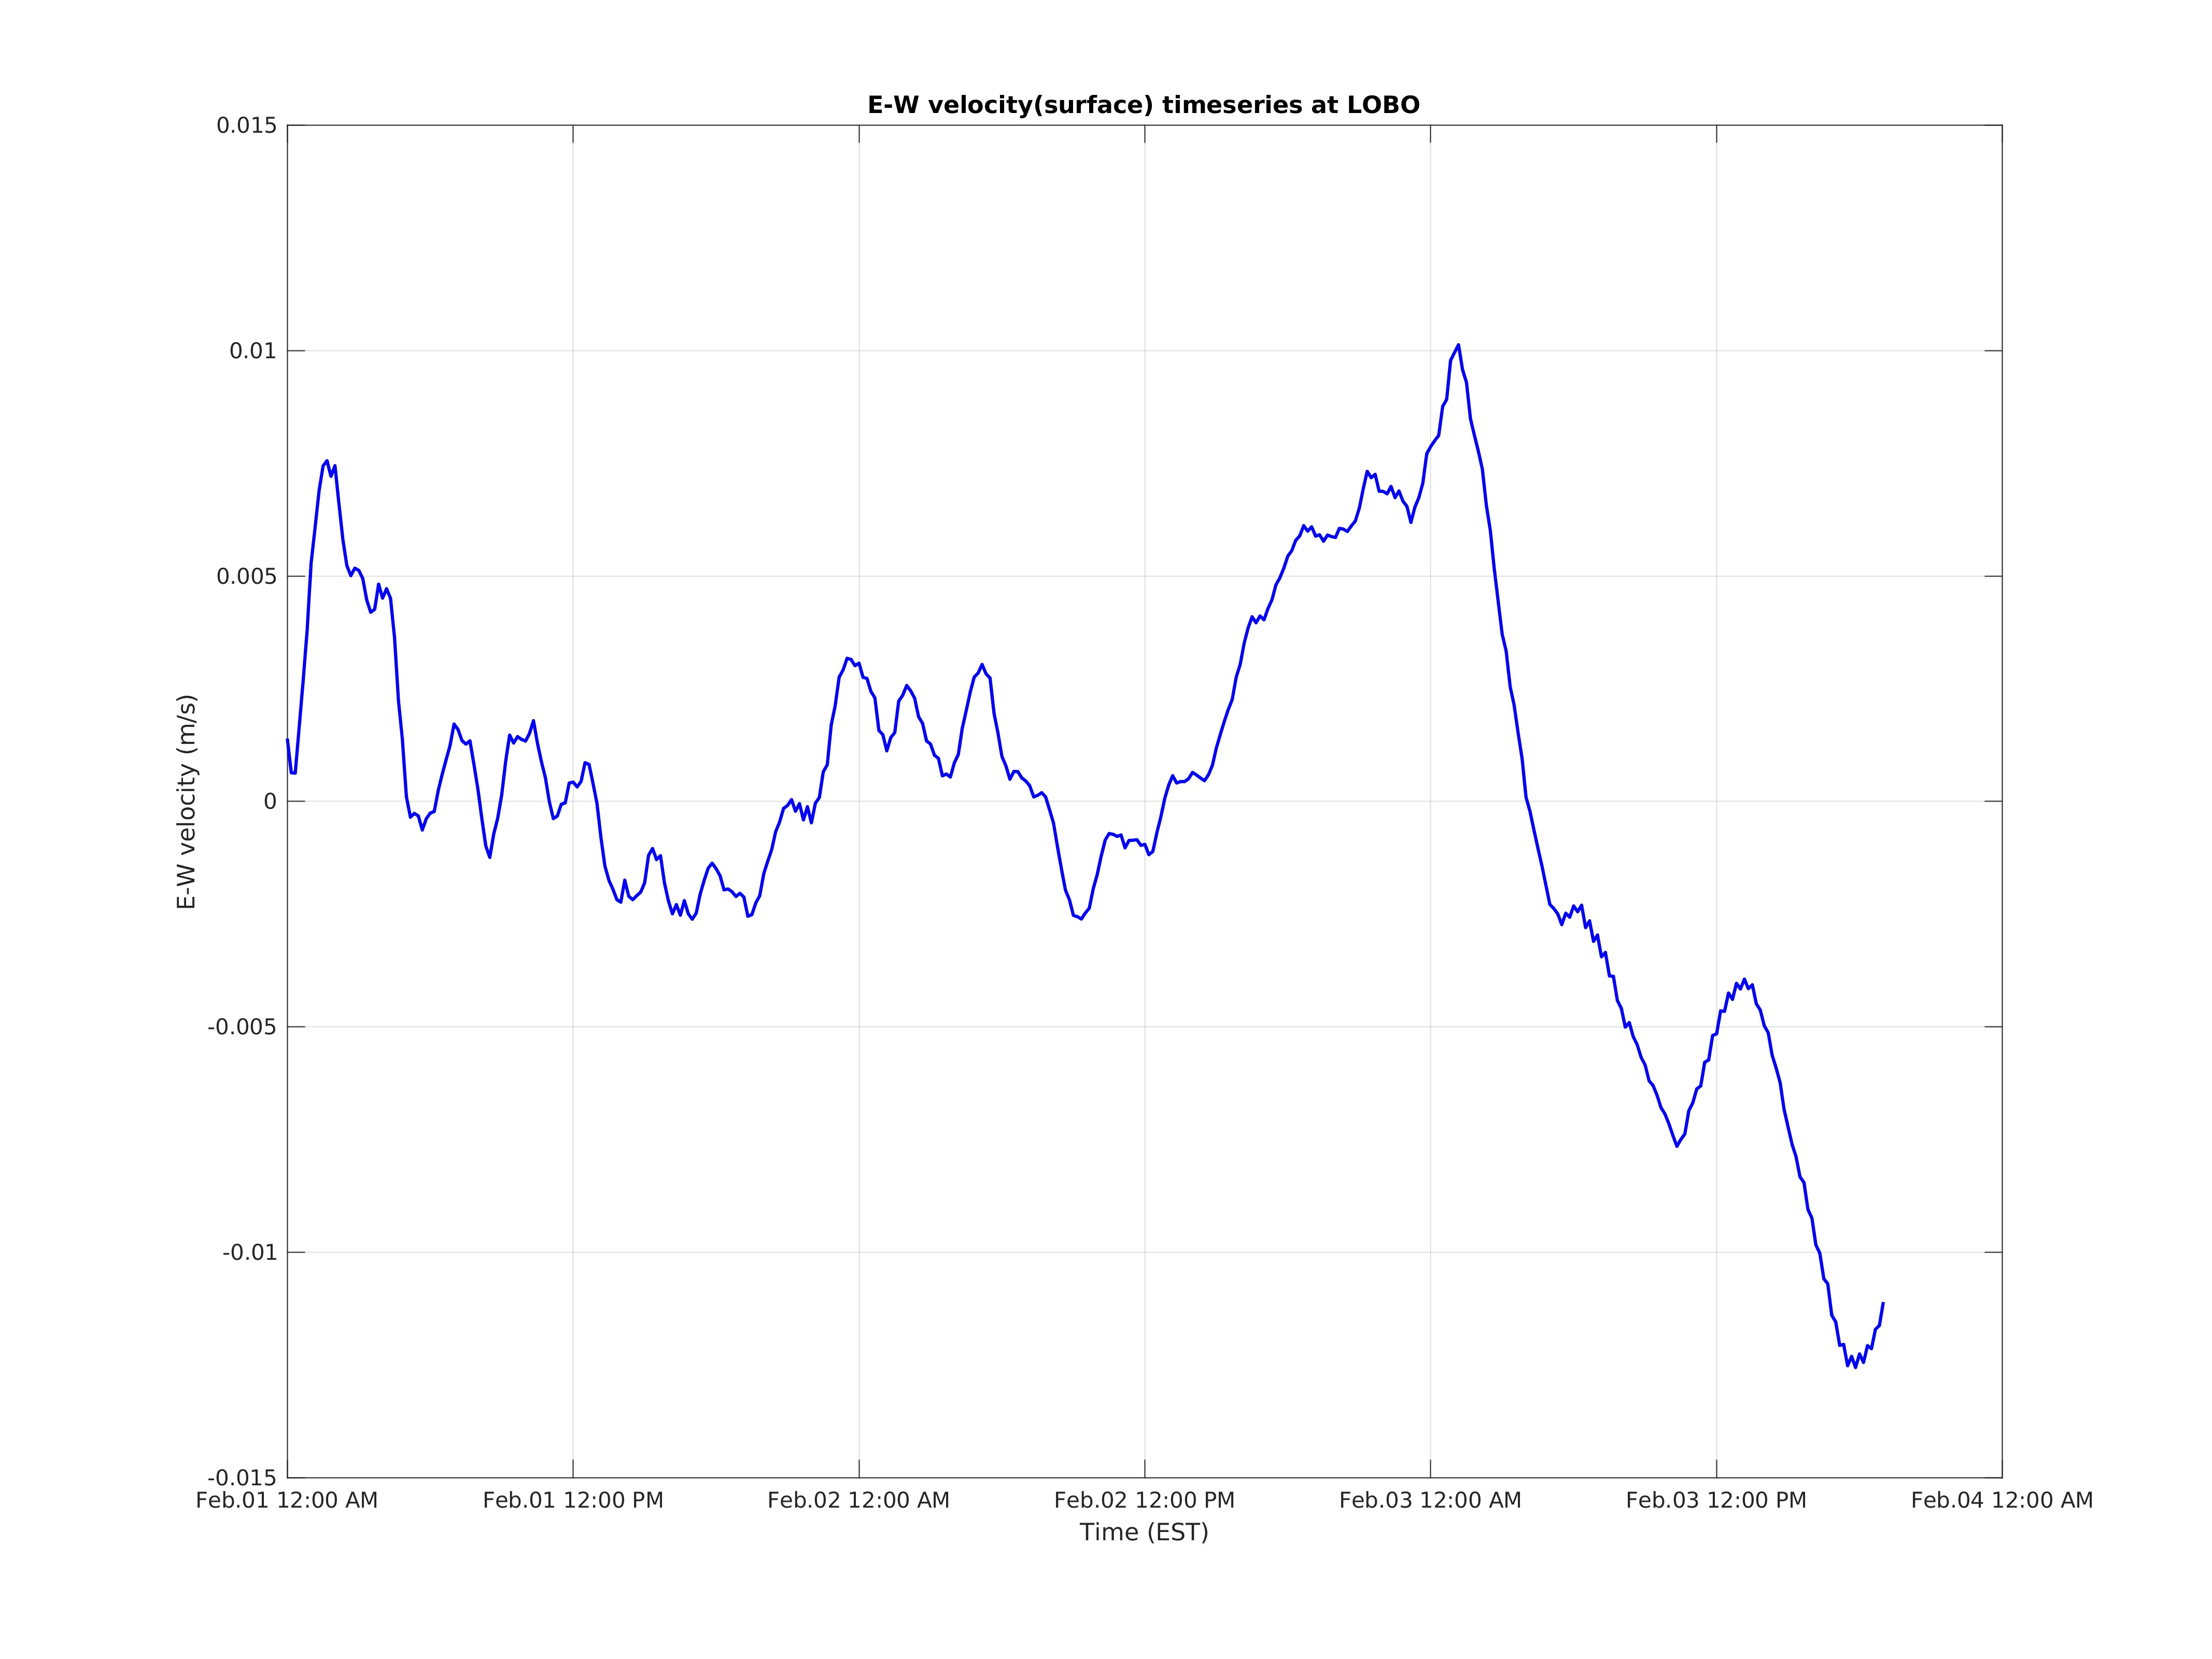 E-W velocity(surface) timeseries at LOBO
0.015
0.01
0.005
0
-0.005
-0.01
-0.015
E-W velocity (m/s)
Feb.01 12:00 AM Feb.01 12:00 PM Feb.02 12:00 AM Feb.02 12:00 PM Feb.03 12:00 AM Feb.03 12:00 PM Feb.04 12:00 AM
Time (EST)